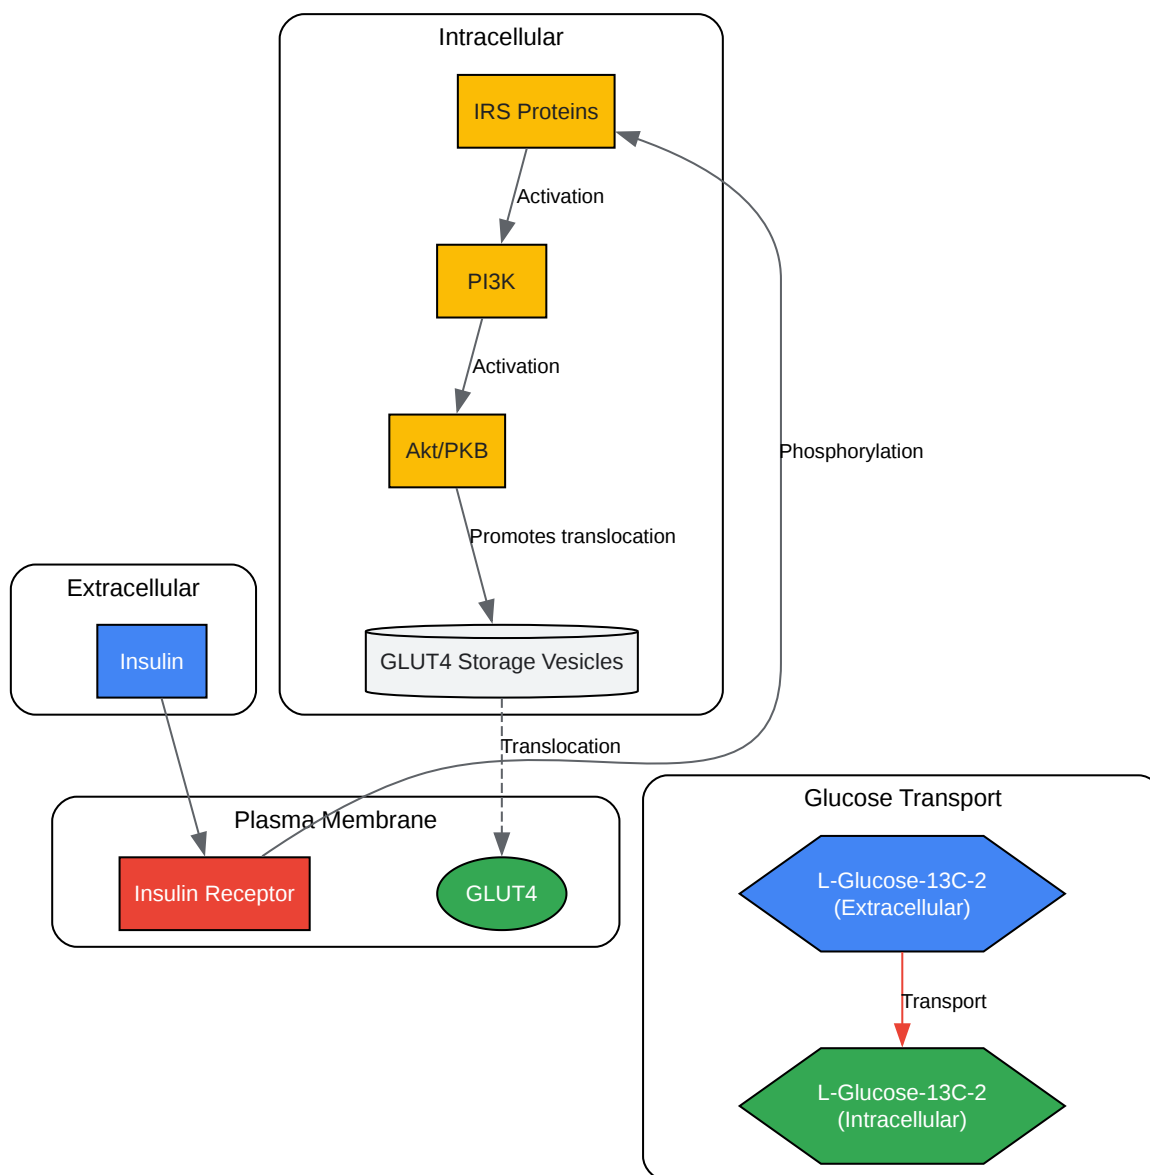 Intracellular
IRS Proteins
Activation
PI3K
Activation
Akt/PKB
Phosphorylation
Promotes translocation
Extracellular
Insulin
GLUT4 Storage Vesicles
Translocation
Plasma Membrane
Insulin Receptor
GLUT4
Glucose Transport
L-Glucose-13C-2
(Extracellular)
Transport
L-Glucose-13C-2
(Intracellular)